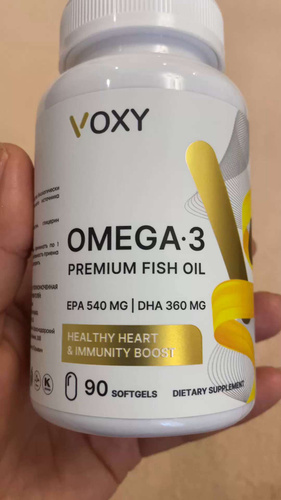 VOXY
OMEGA·3
PREMIUM FISH OIL
EPA 540 MG | DHA 360 MG
HEALTHY HEART
& IMMUNITY BOOST
90 SOFTGELS
DIETARY SUPPLEMENT